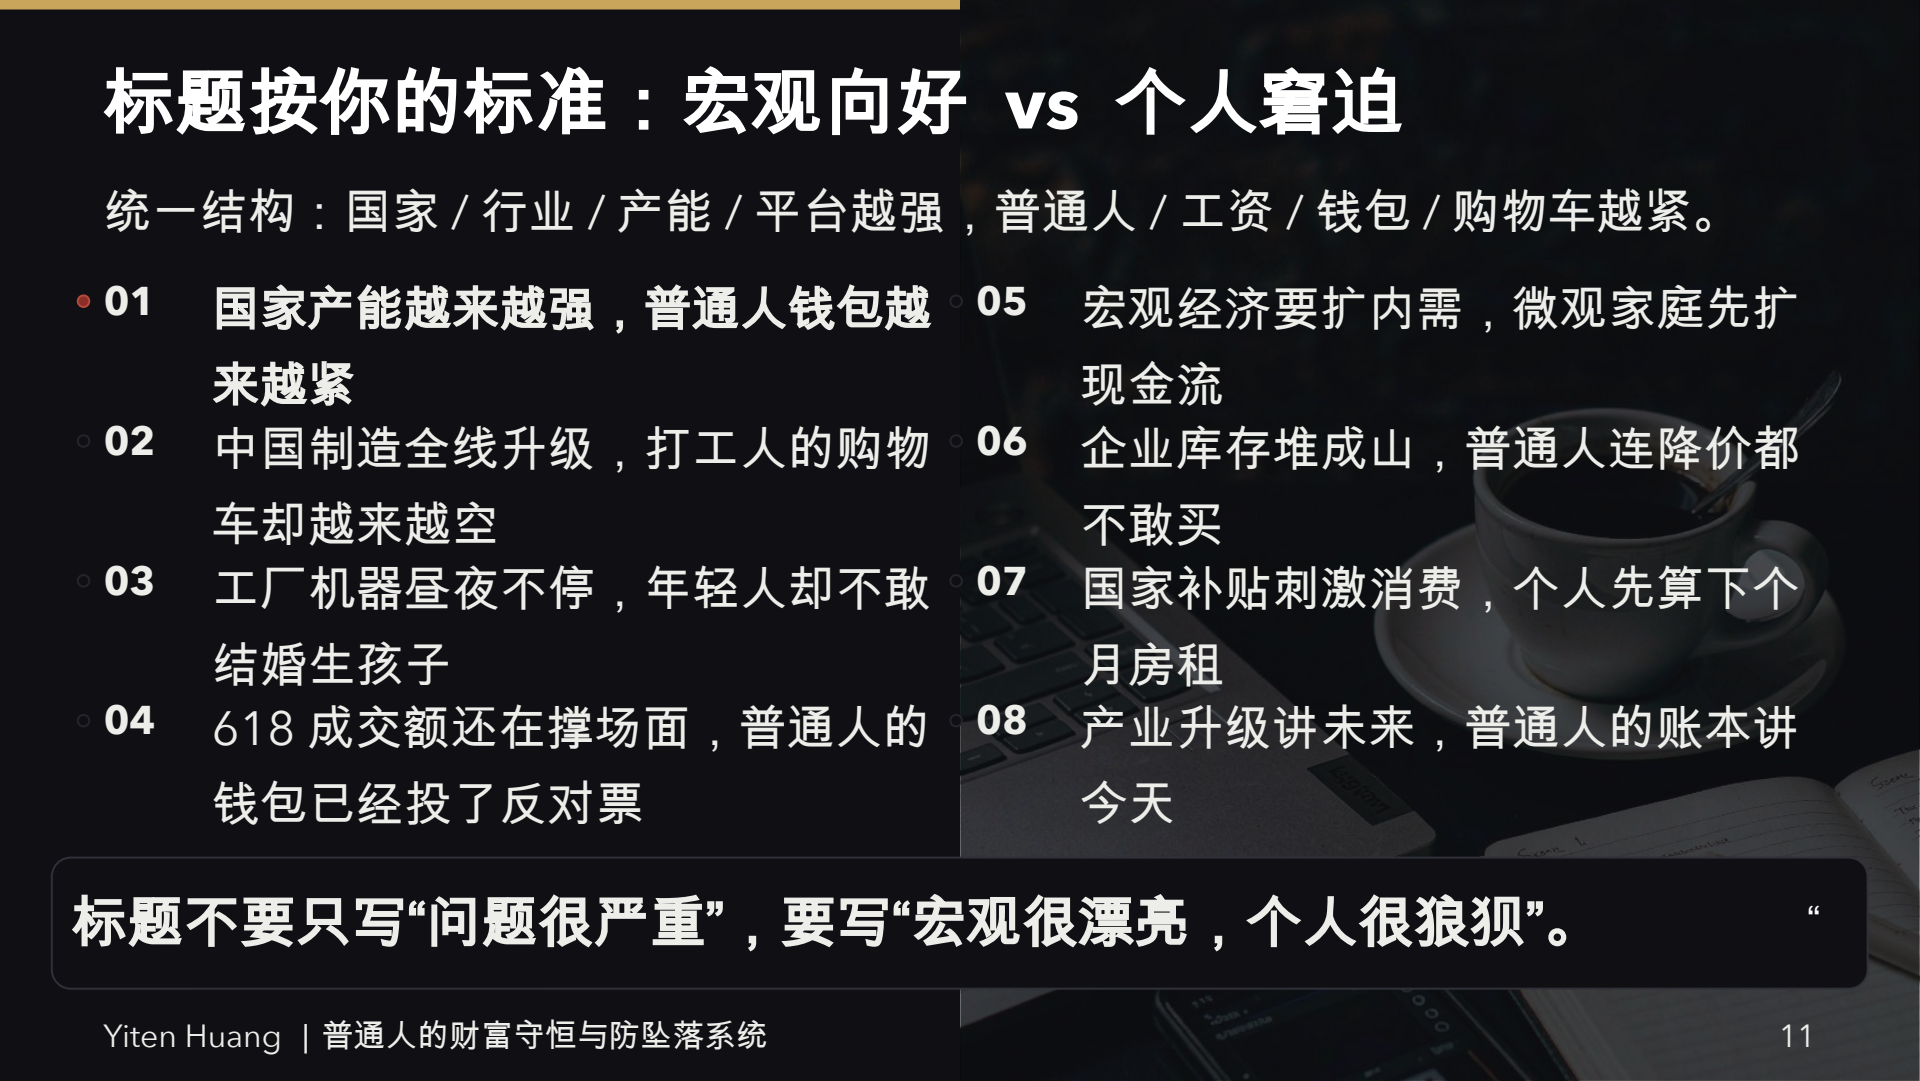 标题按你的标准：宏观向好 vs 个人窘迫
统一结构：国家 / 行业 / 产能 / 平台越强，普通人 / 工资 / 钱包 / 购物车越紧。
01 国家产能越来越强，普通人钱包越
来越紧
02 中国制造全线升级，打工人的购物
车却越来越空
03 工厂机器昼夜不停，年轻人却不敢
结婚生孩子
04 618 成交额还在撑场面，普通人的
钱包已经投了反对票
05 宏观经济要扩内需，微观家庭先扩
现金流
06 企业库存堆成山，普通人连降价都
不敢买
07 国家补贴刺激消费，个人先算下个
月房租
08 产业升级讲未来，普通人的账本讲
今天
标题不要只写“问题很严重”，要写“宏观很漂亮，个人很狼狈”。
“
Yiten Huang | 普通人的财富守恒与防坠落系统
11